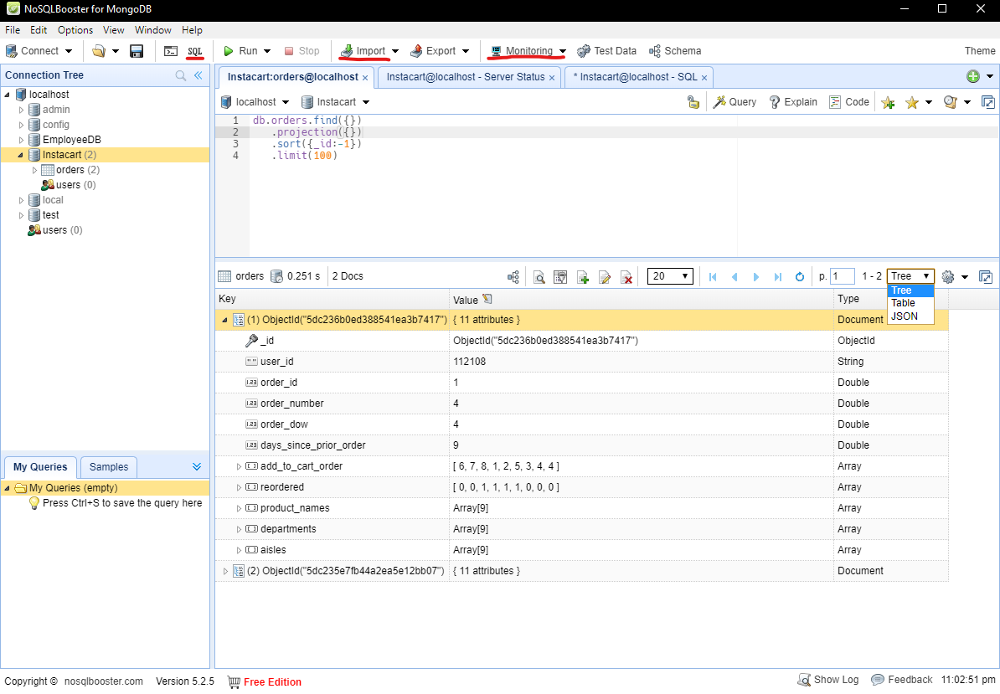 NoSQLBooster for MongoDB
File Edit Options View Window Help
Connect SQL Run Stop Import Export Monitoring Test Data Schema Theme
Connection Tree
localhost
admin
config
EmployeeDB
Instacart (2)
orders (2)
users (0)
local
test
users (0)
My Queries Samples
My Queries (empty)
Press Ctrl+S to save the query here
Instacart:orders@localhost × Instacart@localhost - Server Status × * Instacart@localhost - SQL ×
localhost Instacart Query Explain Code
1 db.orders.find({})
2 .projection({})
3 .sort({_id:-1})
4 .limit(100)
orders 0.251 s 2 Docs 20 p. 1 1 - 2 Tree
Tree
Table
JSON
Key Value Type
(1) ObjectId("5dc236b0ed388541ea3b7417") { 11 attributes } Document
_id ObjectId("5dc236b0ed388541ea3b7417") ObjectId
user_id 112108 String
1.23 order_id 1 Double
1.23 order_number 4 Double
1.23 order_dow 4 Double
1.23 days_since_prior_order 9 Double
add_to_cart_order [ 6, 7, 8, 1, 2, 5, 3, 4, 4 ] Array
reordered [ 0, 0, 1, 1, 1, 1, 0, 0, 0 ] Array
product_names Array[9] Array
departments Array[9] Array
aisles Array[9] Array
(2) ObjectId("5dc235e7fb44a2ea5e12bb07") { 11 attributes } Document
Copyright © nosqlbooster.com Version 5.2.5 Free Edition Show Log Feedback 11:02:51 pm